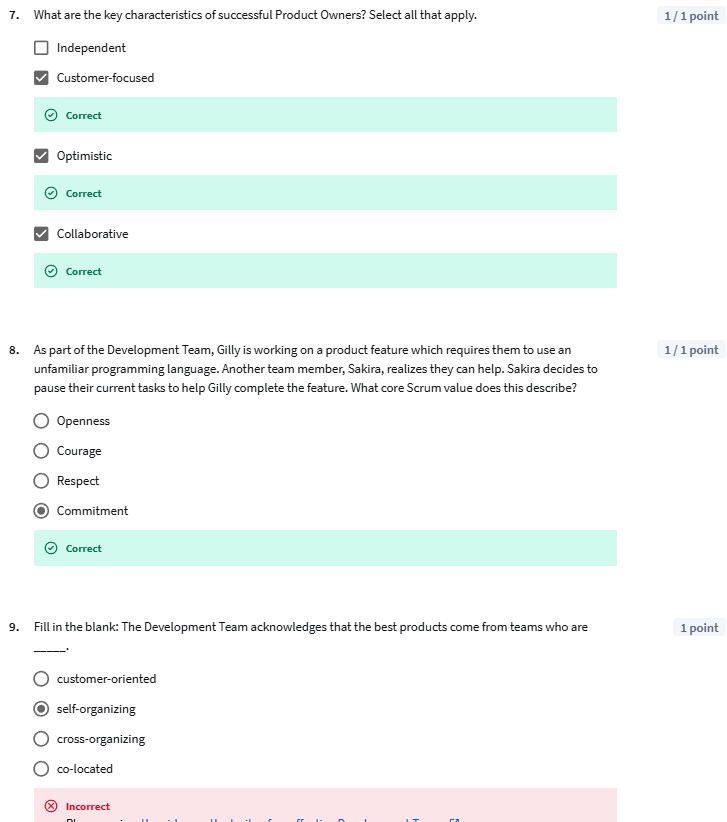 7. What are the key characteristics of successful Product Owners? Select all that apply.
1 / 1 point
Independent
Customer-focused
Correct
Optimistic
Correct
Collaborative
Correct
8. As part of the Development Team, Gilly is working on a product feature which requires them to use an
1 / 1 point
unfamiliar programming language. Another team member, Sakira, realizes they can help. Sakira decides to
pause their current tasks to help Gilly complete the feature. What core Scrum value does this describe?
Openness
Courage
Respect
Commitment
Correct
9. Fill in the blank: The Development Team acknowledges that the best products come from teams who are
1 point
_____.
customer-oriented
self-organizing
cross-organizing
co-located
Incorrect